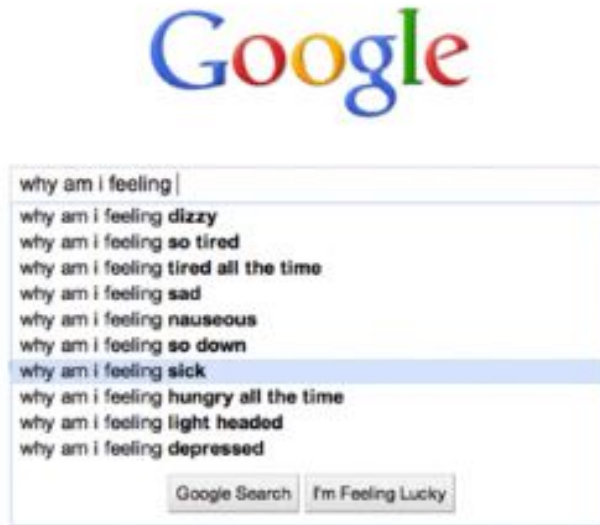 Google
why am i feeling
why am i feeling dizzy
why am i feeling so tired
why am i feeling tired all the time
why am i feeling sad
why am i feeling nauseous
why am i feeling so down
why am i feeling sick
why am i feeling hungry all the time
why am i feeling light headed
why am i feeling depressed
Google Search I'm Feeling Lucky